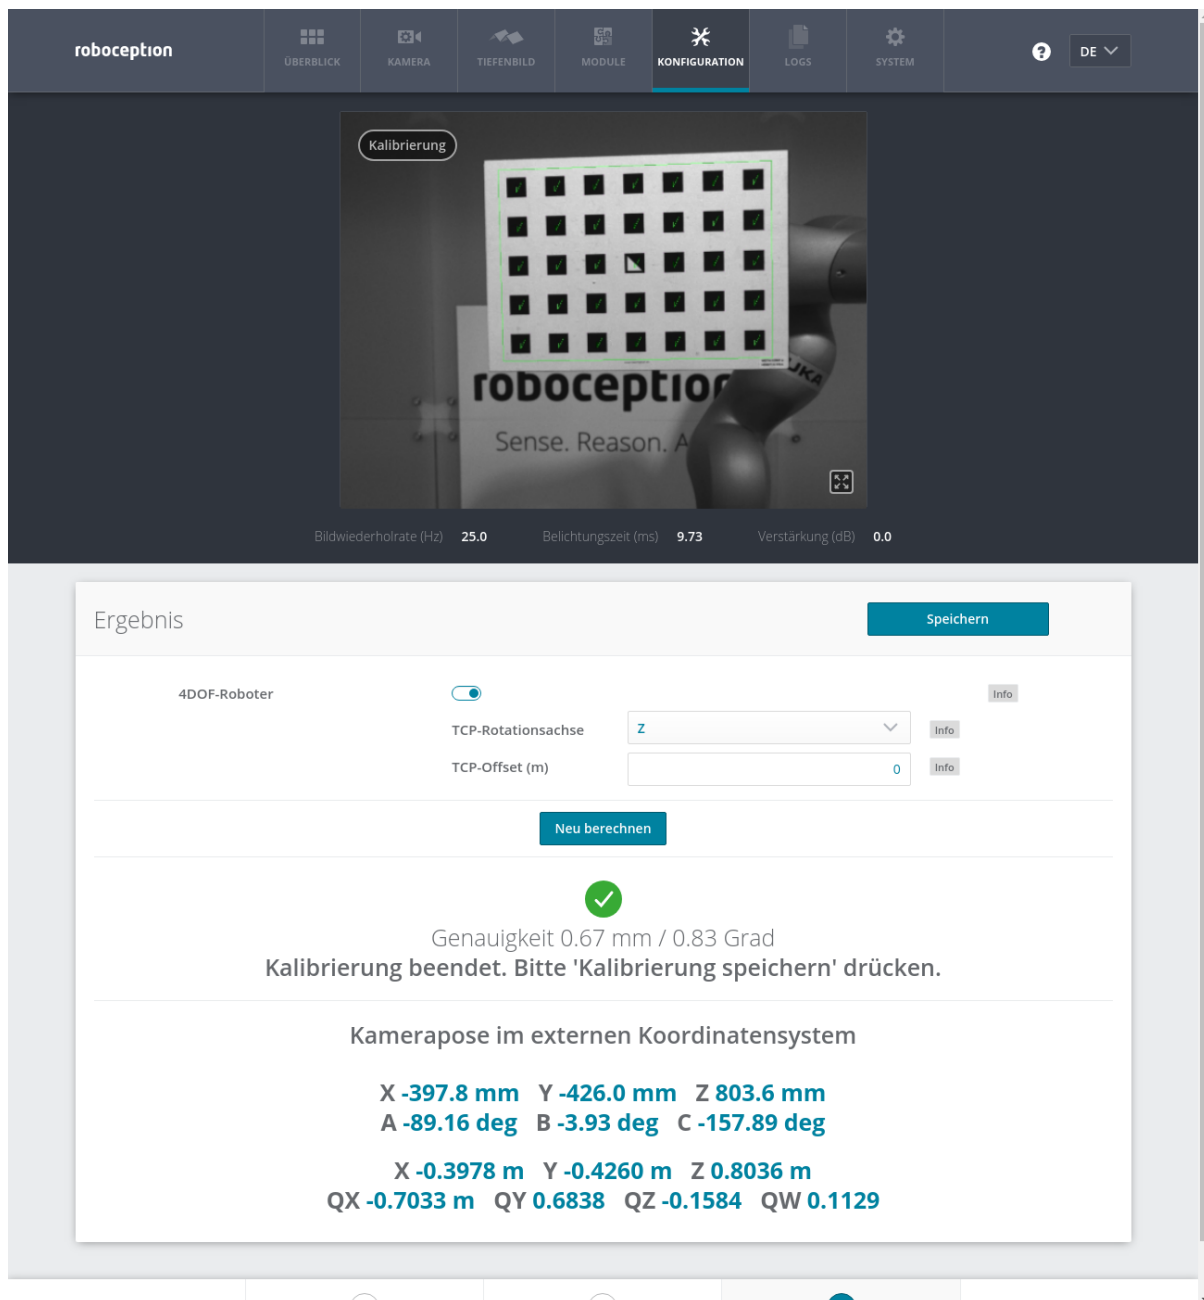 roboception
ÜBERBLICK
KAMERA
TIEFENBILD
MODULE
KONFIGURATION
LOGS
SYSTEM
?
DE
Kalibrierung
UKA
roboception
Sense. Reason. A
Bildwiederholrate (Hz) 25.0 Belichtungszeit (ms) 9.73 Verstärkung (dB) 0.0
Ergebnis
Speichern
4DOF-Roboter
Info
TCP-Rotationsachse
Z
Info
TCP-Offset (m)
0
Info
Neu berechnen
Genauigkeit 0.67 mm / 0.83 Grad
Kalibrierung beendet. Bitte 'Kalibrierung speichern' drücken.
Kamerapose im externen Koordinatensystem
X -397.8 mm Y -426.0 mm Z 803.6 mm
A -89.16 deg B -3.93 deg C -157.89 deg
X -0.3978 m Y -0.4260 m Z 0.8036 m
QX -0.7033 m QY 0.6838 QZ -0.1584 QW 0.1129